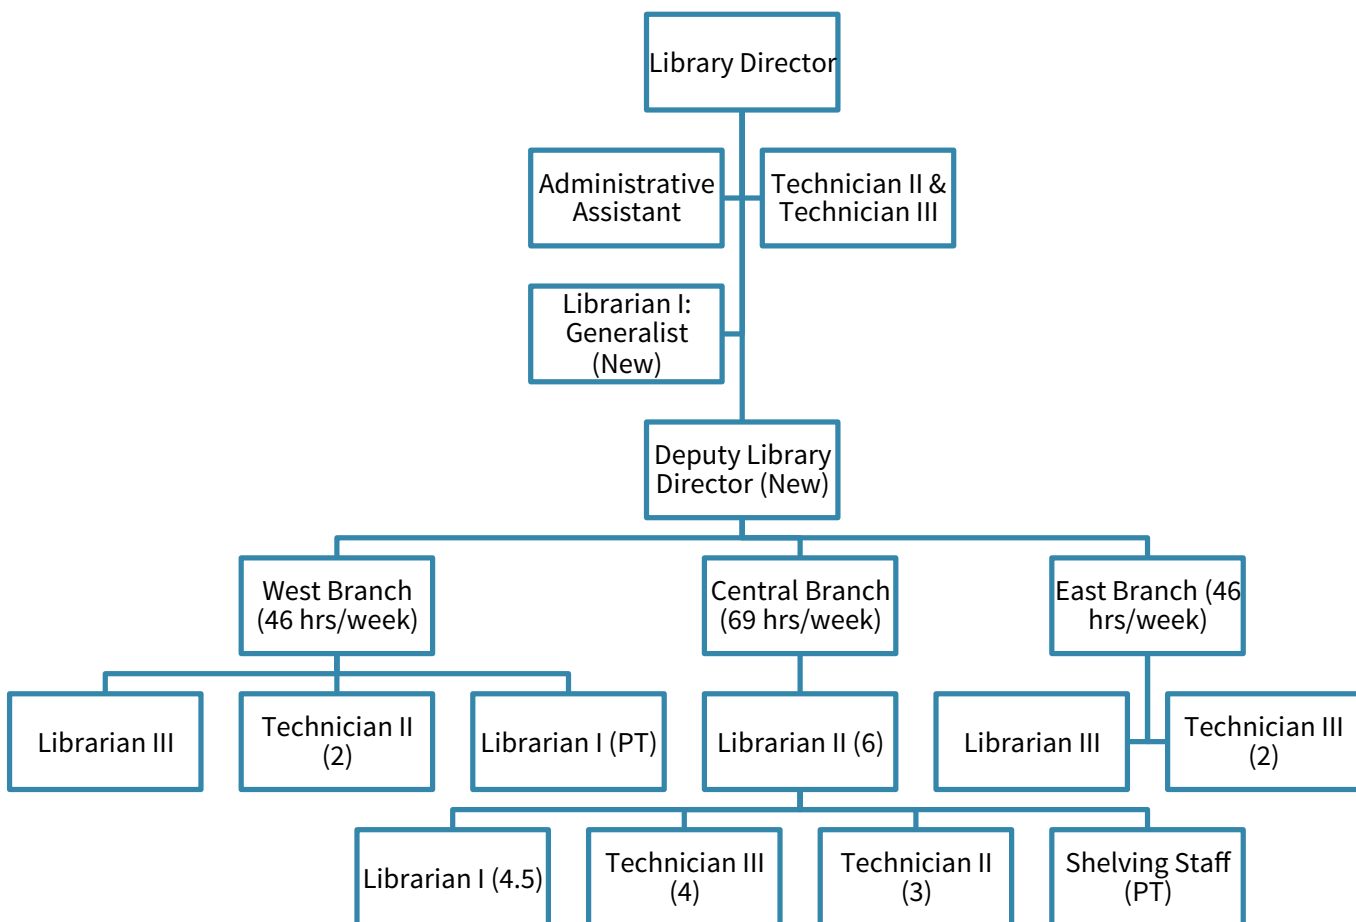 Library Director
Administrative
Assistant
Technician II &
Technician III
Librarian I:
Generalist
(New)
Deputy Library
Director (New)
West Branch
(46 hrs/week)
Central Branch
(69 hrs/week)
East Branch (46
hrs/week)
Librarian III
Technician II
(2)
Librarian I (PT)
Librarian II (6)
Librarian III
Technician III
(2)
Librarian I (4.5)
Technician III
(4)
Technician II
(3)
Shelving Staff
(PT)